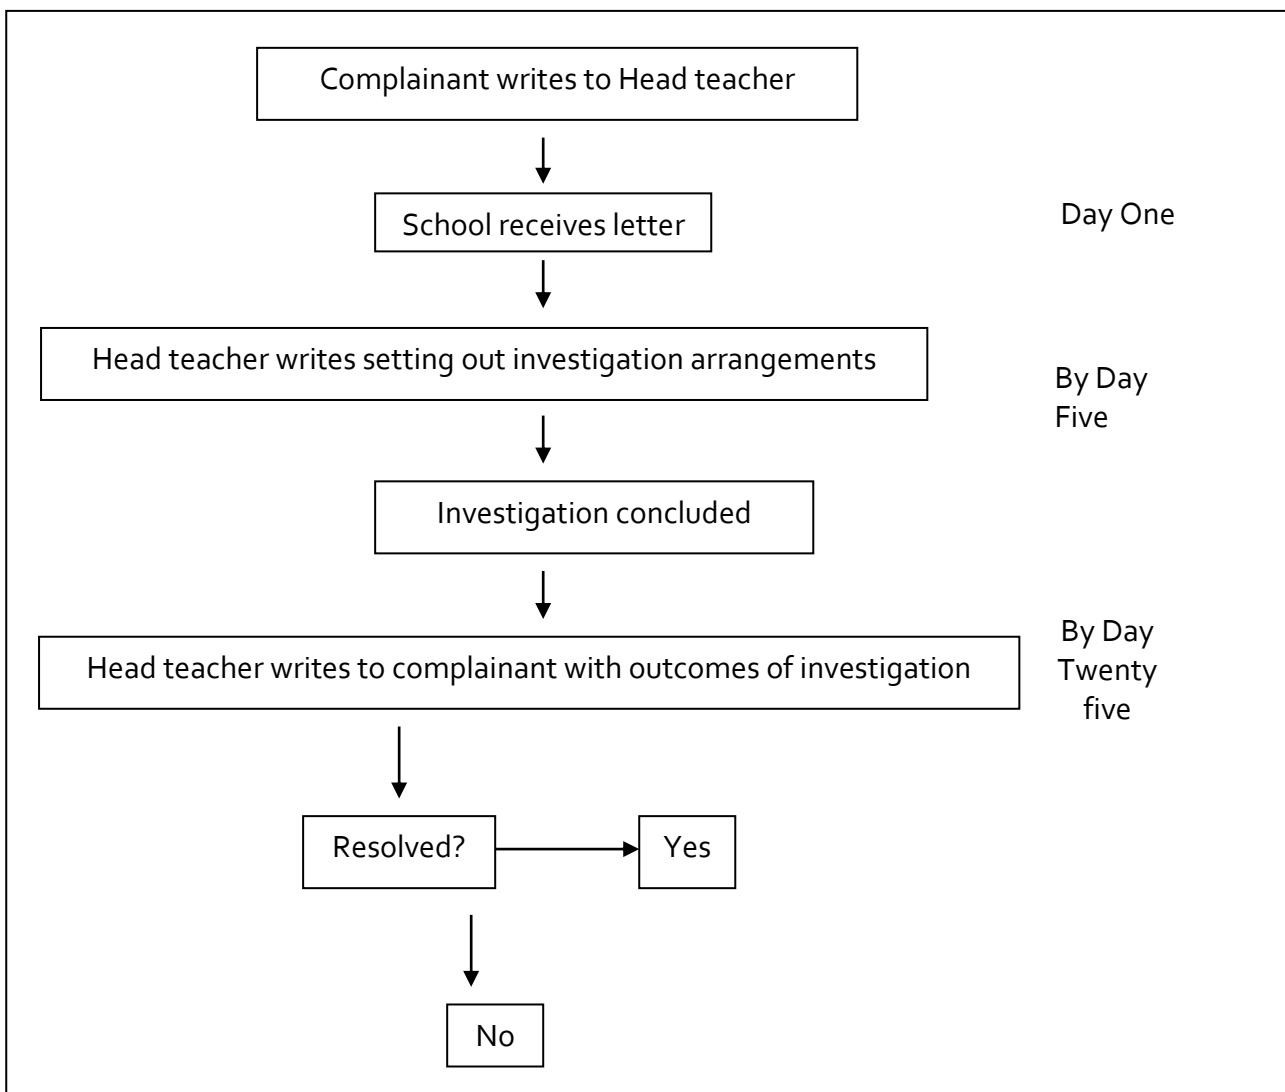 Complainant writes to Head teacher
School receives letter
Day One
Head teacher writes setting out investigation arrangements
By Day
Five
Investigation concluded
Head teacher writes to complainant with outcomes of investigation
By Day
Twenty
five
Resolved?
Yes
No